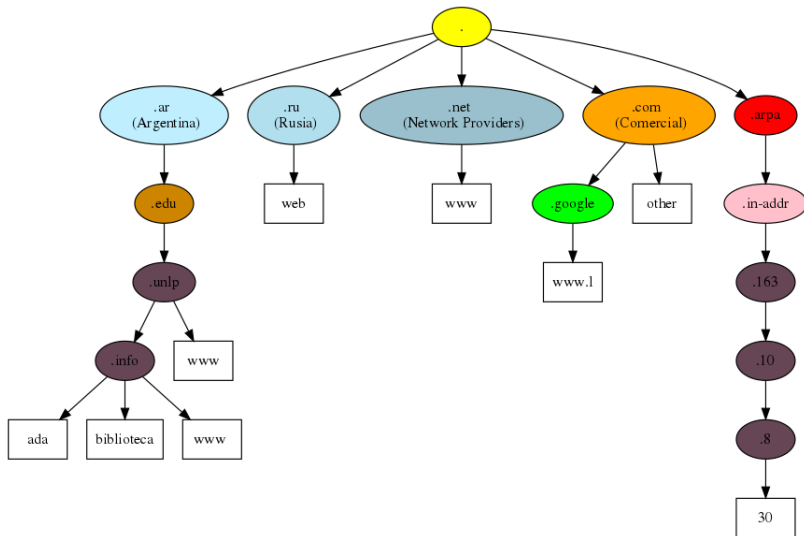 .
.ar
(Argentina)
.ru
(Rusia)
.net
(Network Providers)
.com
(Comercial)
.arpa
.edu
web
www
.google
other
.in-addr
.unlp
www.l
.163
.info
www
.10
ada
biblioteca
www
.8
30